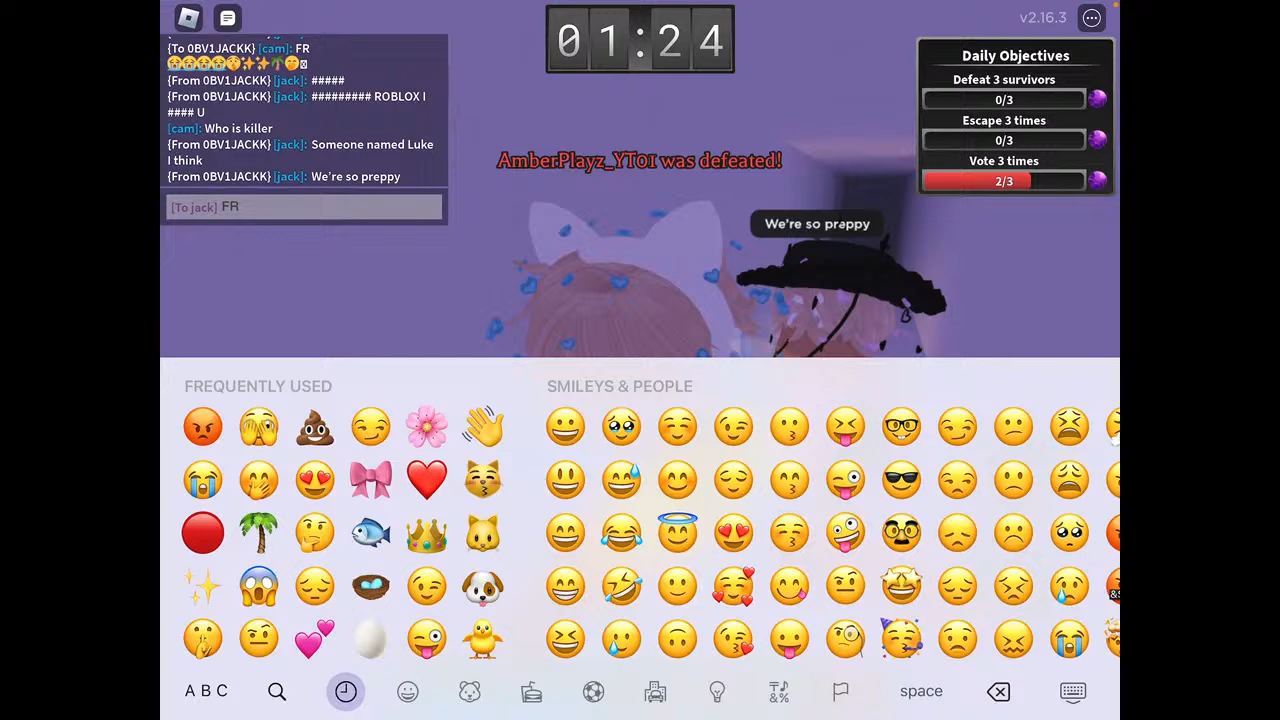 01:24
v2.16.3
{To 0BV1JACKK} [cam]: FR
😭😭😭😭🤭✨✨🌴🤭
{From 0BV1JACKK} [jack]: #####
{From 0BV1JACKK} [jack]: ######### ROBLOX I
#### U
[cam]: Who is killer
{From 0BV1JACKK} [jack]: Someone named Luke
I think
{From 0BV1JACKK} [jack]: We're so preppy
[To jack] FR
Daily Objectives
Defeat 3 survivors
0/3
Escape 3 times
0/3
Vote 3 times
2/3
AmberPlayz_YT01 was defeated!
We're so preppy
FREQUENTLY USED
SMILEYS & PEOPLE
A B C
space